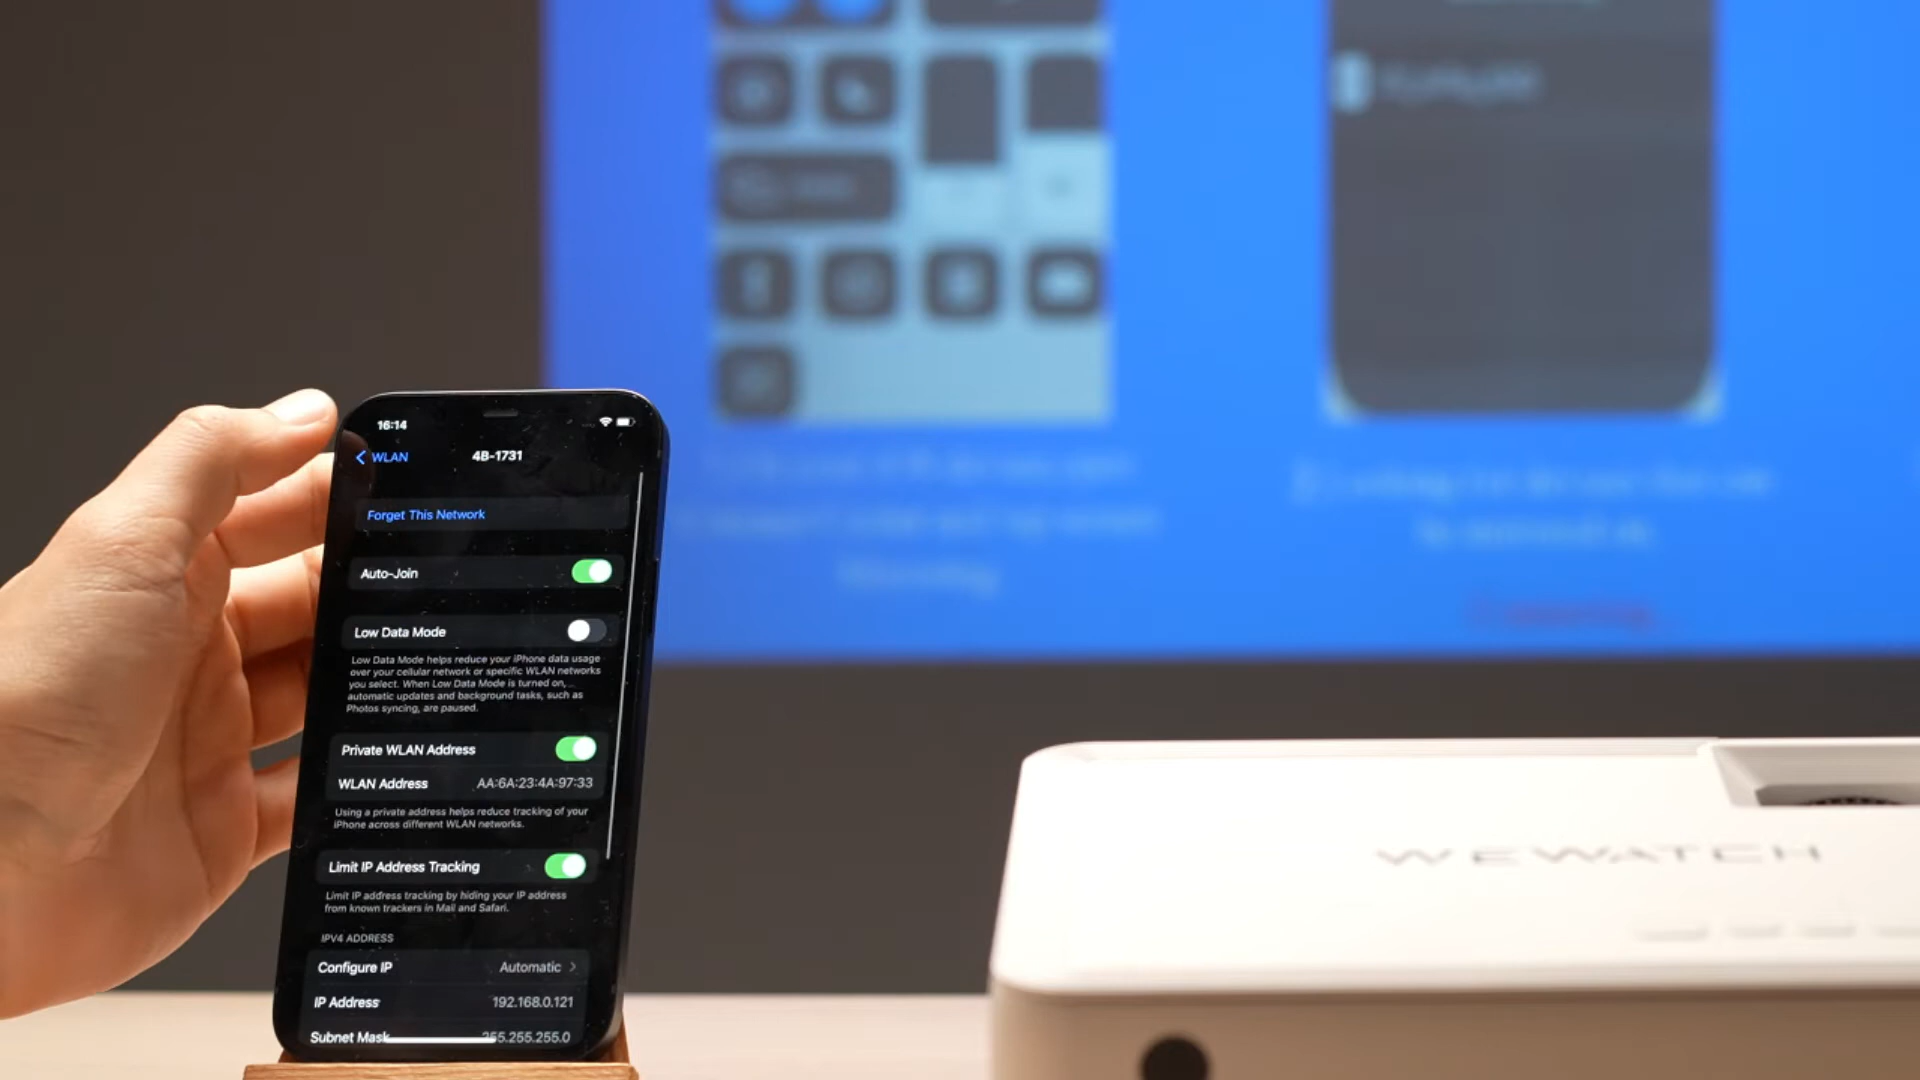 16:14
WLAN
4B-1731
Forget This Network
Auto-Join
Low Data Mode
Low Data Mode helps reduce your iPhone data usage
over your cellular network or specific WLAN networks
you select. When Low Data Mode is turned on,
automatic updates and background tasks, such as
Photos syncing, are paused.
Private WLAN Address
WLAN Address AA:6A:23:4A:97:33
Using a private address helps reduce tracking of your
iPhone across different WLAN networks.
Limit IP Address Tracking
Limit IP address tracking by hiding your IP address
from known trackers in Mail and Safari.
IPV4 ADDRESS
Configure IP Automatic
IP Address 192.168.0.121
Subnet Mask 255.255.255.0
WEWATCH